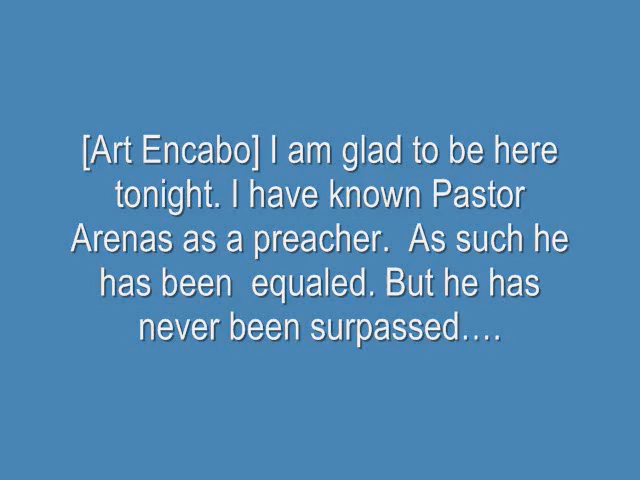 [Art Encabo] I am glad to be here
tonight. I have known Pastor
Arenas as a preacher.  As such he
has been  equaled. But he has
never been surpassed….